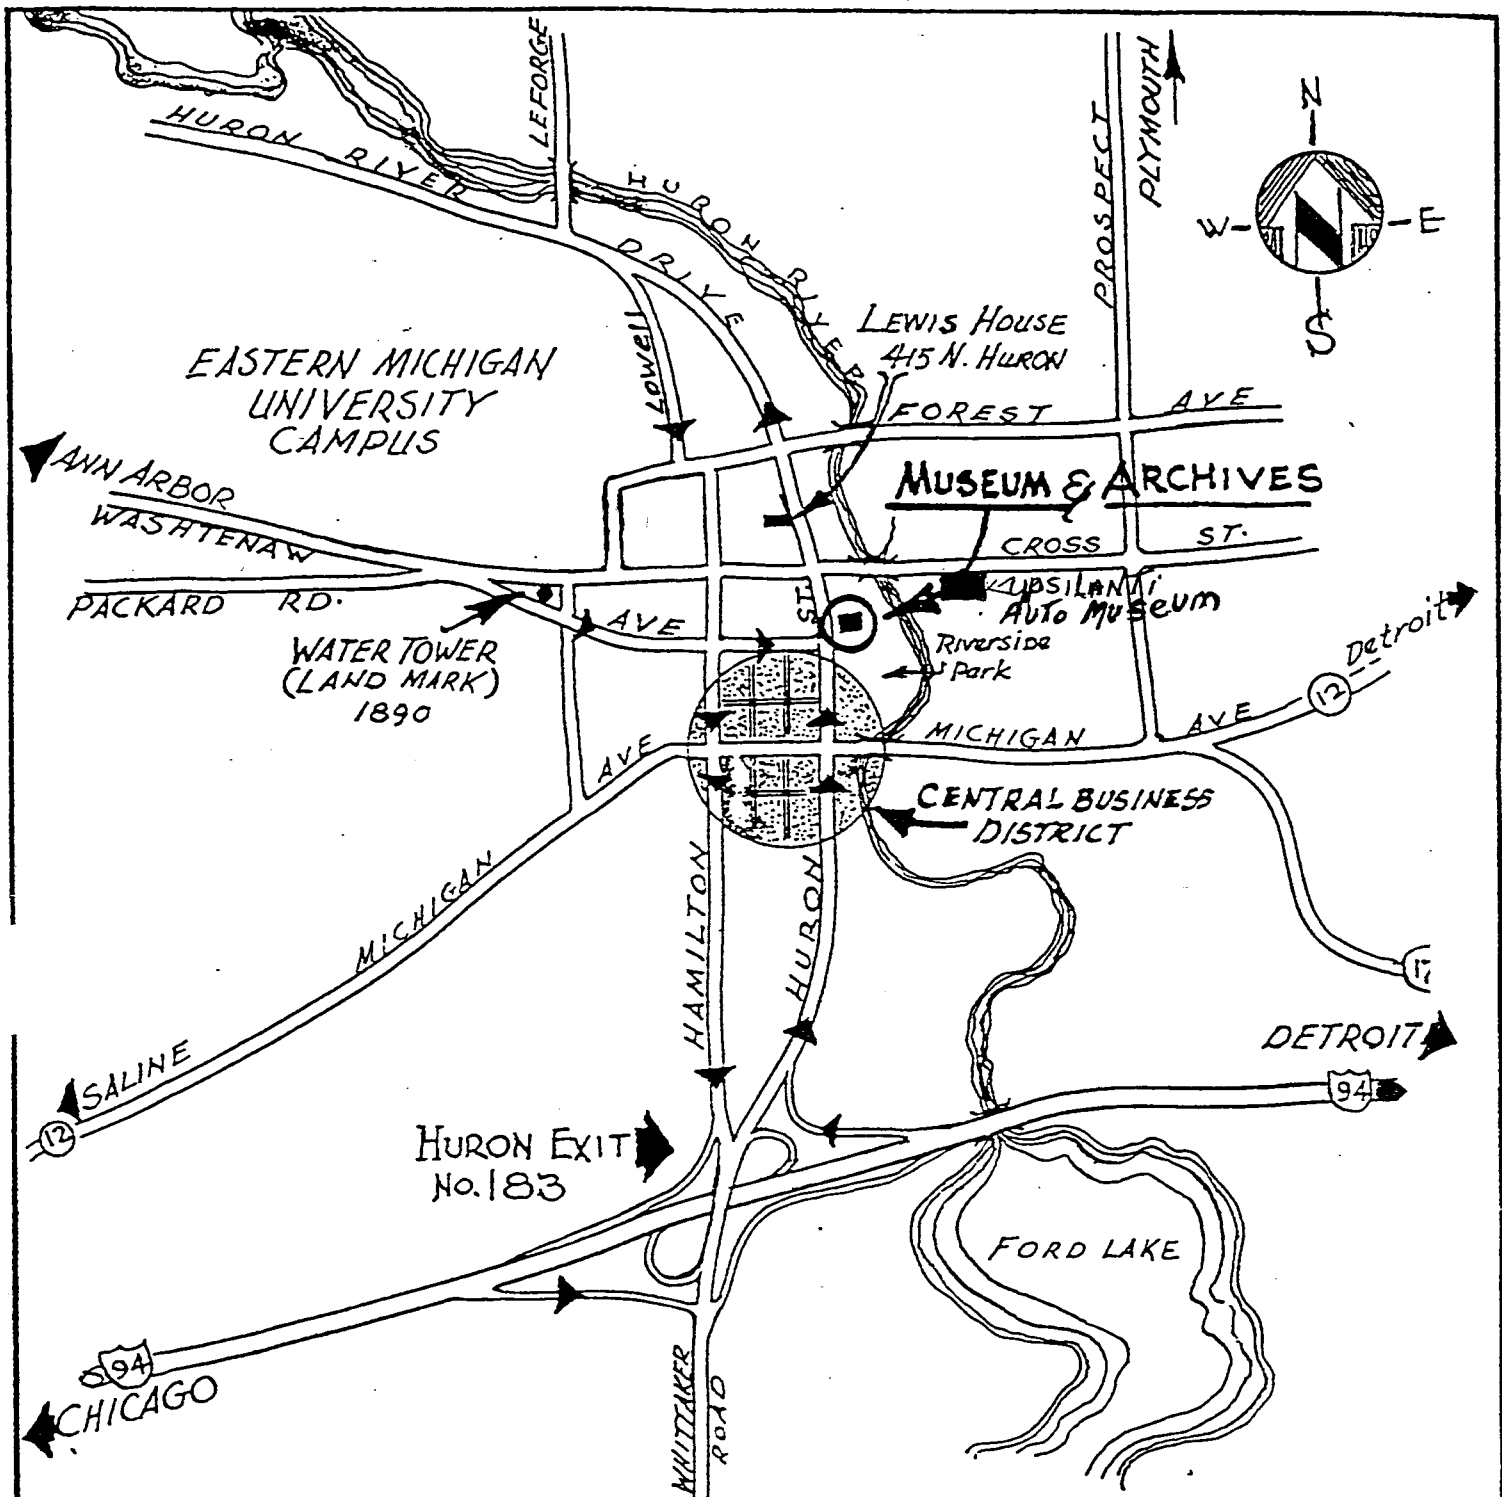 LEFORGE
PROSPECT
PLYMOUTH
N
W
E
S
HURON RIVER
DRIVE
HURON RIVER
LEWIS HOUSE
415 N. HURON
Lowell
EASTERN MICHIGAN
UNIVERSITY
CAMPUS
FOREST
AVE
ANN ARBOR
WASHTENAW
AVE
MUSEUM & ARCHIVES
CROSS
ST.
PACKARD RD.
YPSILANTI
AUTO MUSEUM
ST.
WATER TOWER
(LAND MARK)
1890
Riverside
Park
Detroit
12
MICHIGAN
AVE
AVE
CENTRAL BUSINESS
DISTRICT
MICHIGAN
HAMILTON
HURON
17
SALINE
12
DETROIT
94
HURON EXIT
NO. 183
FORD LAKE
94
CHICAGO
WHITTAKER
ROAD